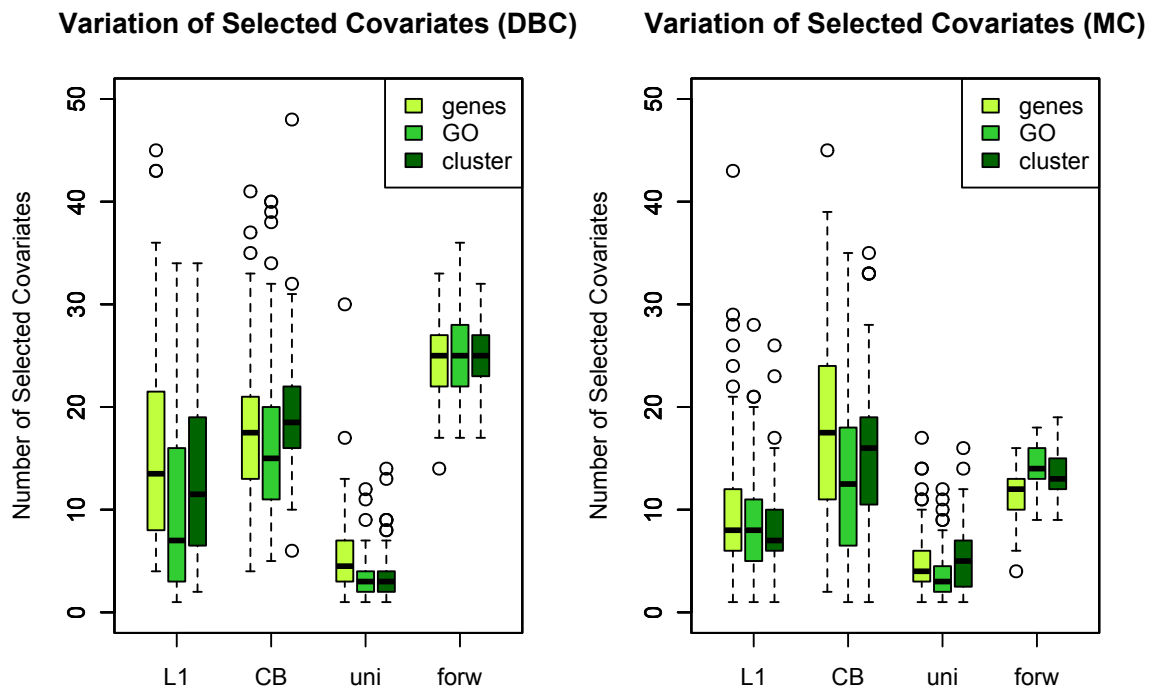 Variation of Selected Covariates (DBC)
Number of Selected Covariates
0
10
20
30
40
50
genes
GO
cluster
L1
CB
uni
forw
Variation of Selected Covariates (MC)
Number of Selected Covariates
0
10
20
30
40
50
genes
GO
cluster
L1
CB
uni
forw